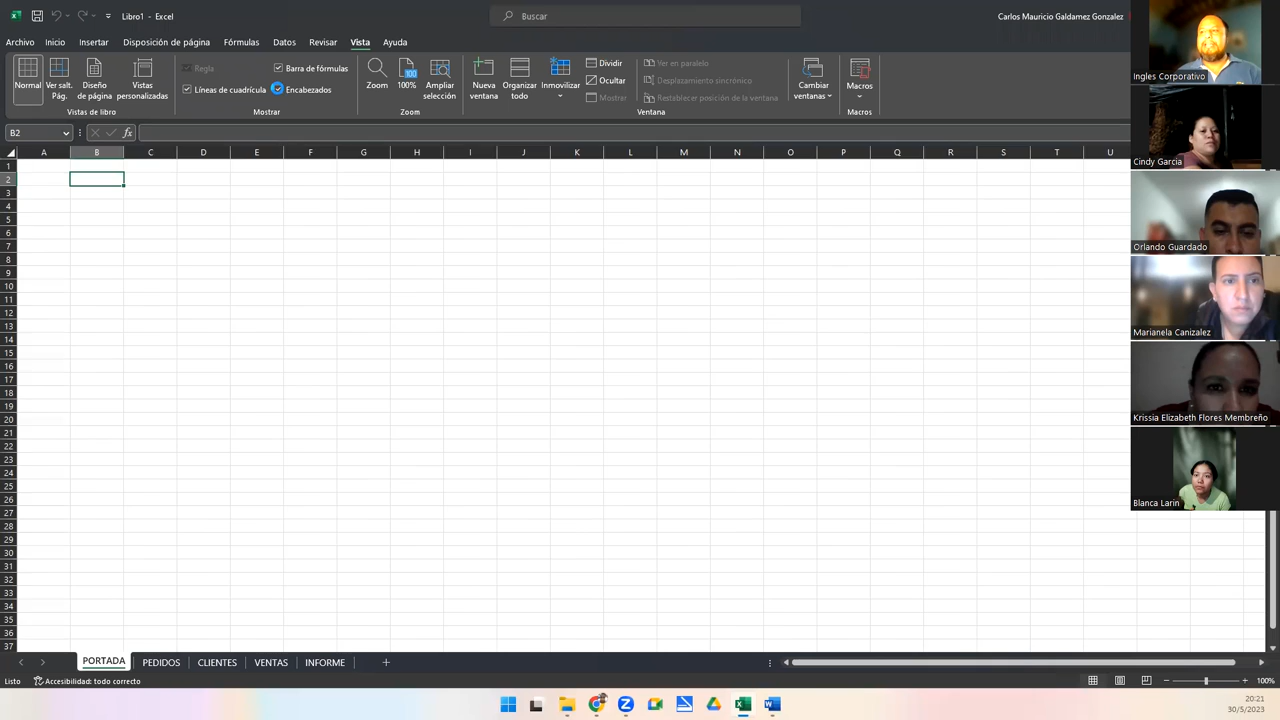 Libro1 - Excel
Buscar
Carlos Mauricio Galdamez Gonzalez
Archivo Inicio Insertar Disposición de página Fórmulas Datos Revisar Vista Ayuda
Normal
Ver salt. Pág.
Diseño de página
Vistas personalizadas
Vistas de libro
Regla
Barra de fórmulas
Líneas de cuadrícula
Encabezados
Mostrar
Zoom
100
100%
Ampliar selección
Zoom
Nueva ventana
Organizar todo
Inmovilizar
Dividir
Ocultar
Mostrar
Ver en paralelo
Desplazamiento sincrónico
Restablecer posición de la ventana
Ventana
Cambiar ventanas
Macros
Macros
B2
fx
A B C D E F G H I J K L M N O P Q R S T U
1
2
3
4
5
6
7
8
9
10
11
12
13
14
15
16
17
18
19
20
21
22
23
24
25
26
27
28
29
30
31
32
33
34
35
36
37
Ingles Corporativo
Cindy Garcia
Orlando Guardado
Marianela Canizalez
Krissia Elizabeth Flores Membreño
Blanca Larin
PORTADA PEDIDOS CLIENTES VENTAS INFORME
Listo
Accesibilidad: todo correcto
100%
20:21
30/5/2023